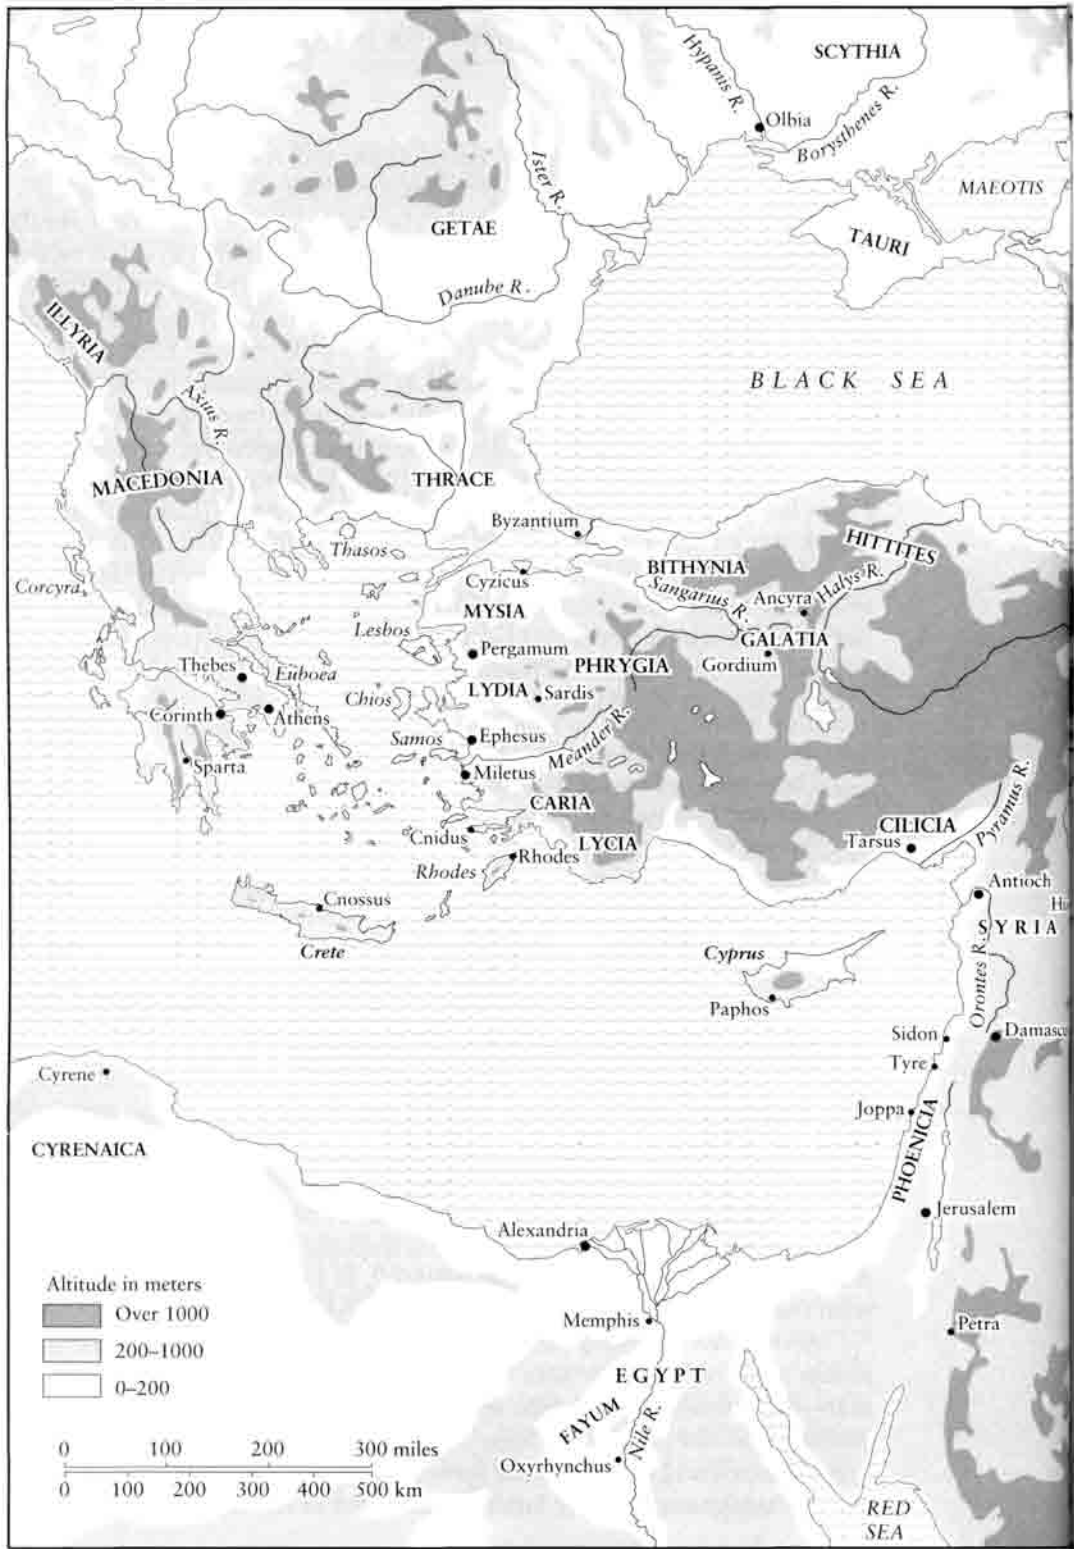 SCYTHIA
Hypanis R.
Olbia
Borysthenes R.
Ister R.
MAEOTIS
GETAE
TAURI
Danube R.
ILLYRIA
BLACK SEA
Axius R.
MACEDONIA
THRACE
Byzantium
HITTITES
Thasos
BITHYNIA
Corcyra
Cyzicus
Sangarius R.
Ancyra
Halys R.
MYSIA
Lesbos
GALATIA
Pergamum
PHRYGIA
Gordium
Thebes
Euboea
Chios
LYDIA
Sardis
Corinth
Athens
Samos
Ephesus
Meander R.
Sparta
Miletus
CARIA
Pyramus R.
Cnidus
LYCIA
CILICIA
Tarsus
Rhodes
Rhodes
Antioch
Cnossus
Hi
SYRIA
Crete
Cyprus
Orontes R.
Paphos
Sidon
Damasc
Tyre
Cyrene
Joppa
PHOENICIA
CYRENAICA
Jerusalem
Alexandria
Altitude in meters
Over 1000
200–1000
0–200
Memphis
Petra
EGYPT
FAYUM
Nile R.
Oxyrhynchus
0 100 200 300 miles
0 100 200 300 400 500 km
RED
SEA